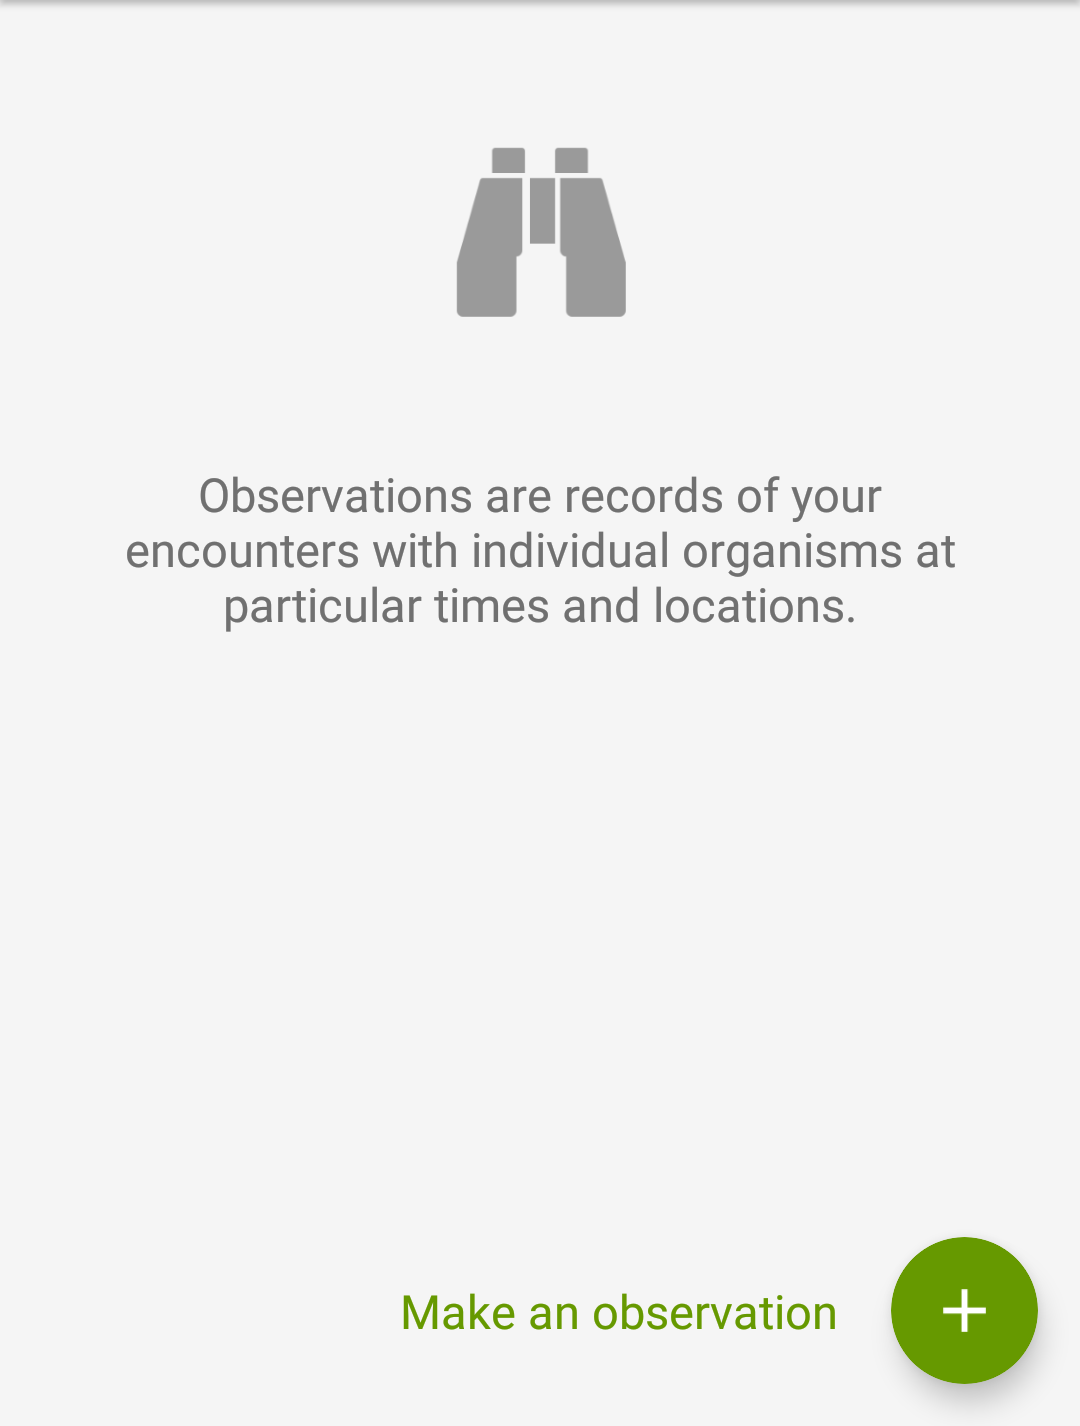 Observations are records of your
encounters with individual organisms at
particular times and locations.
Make an observation